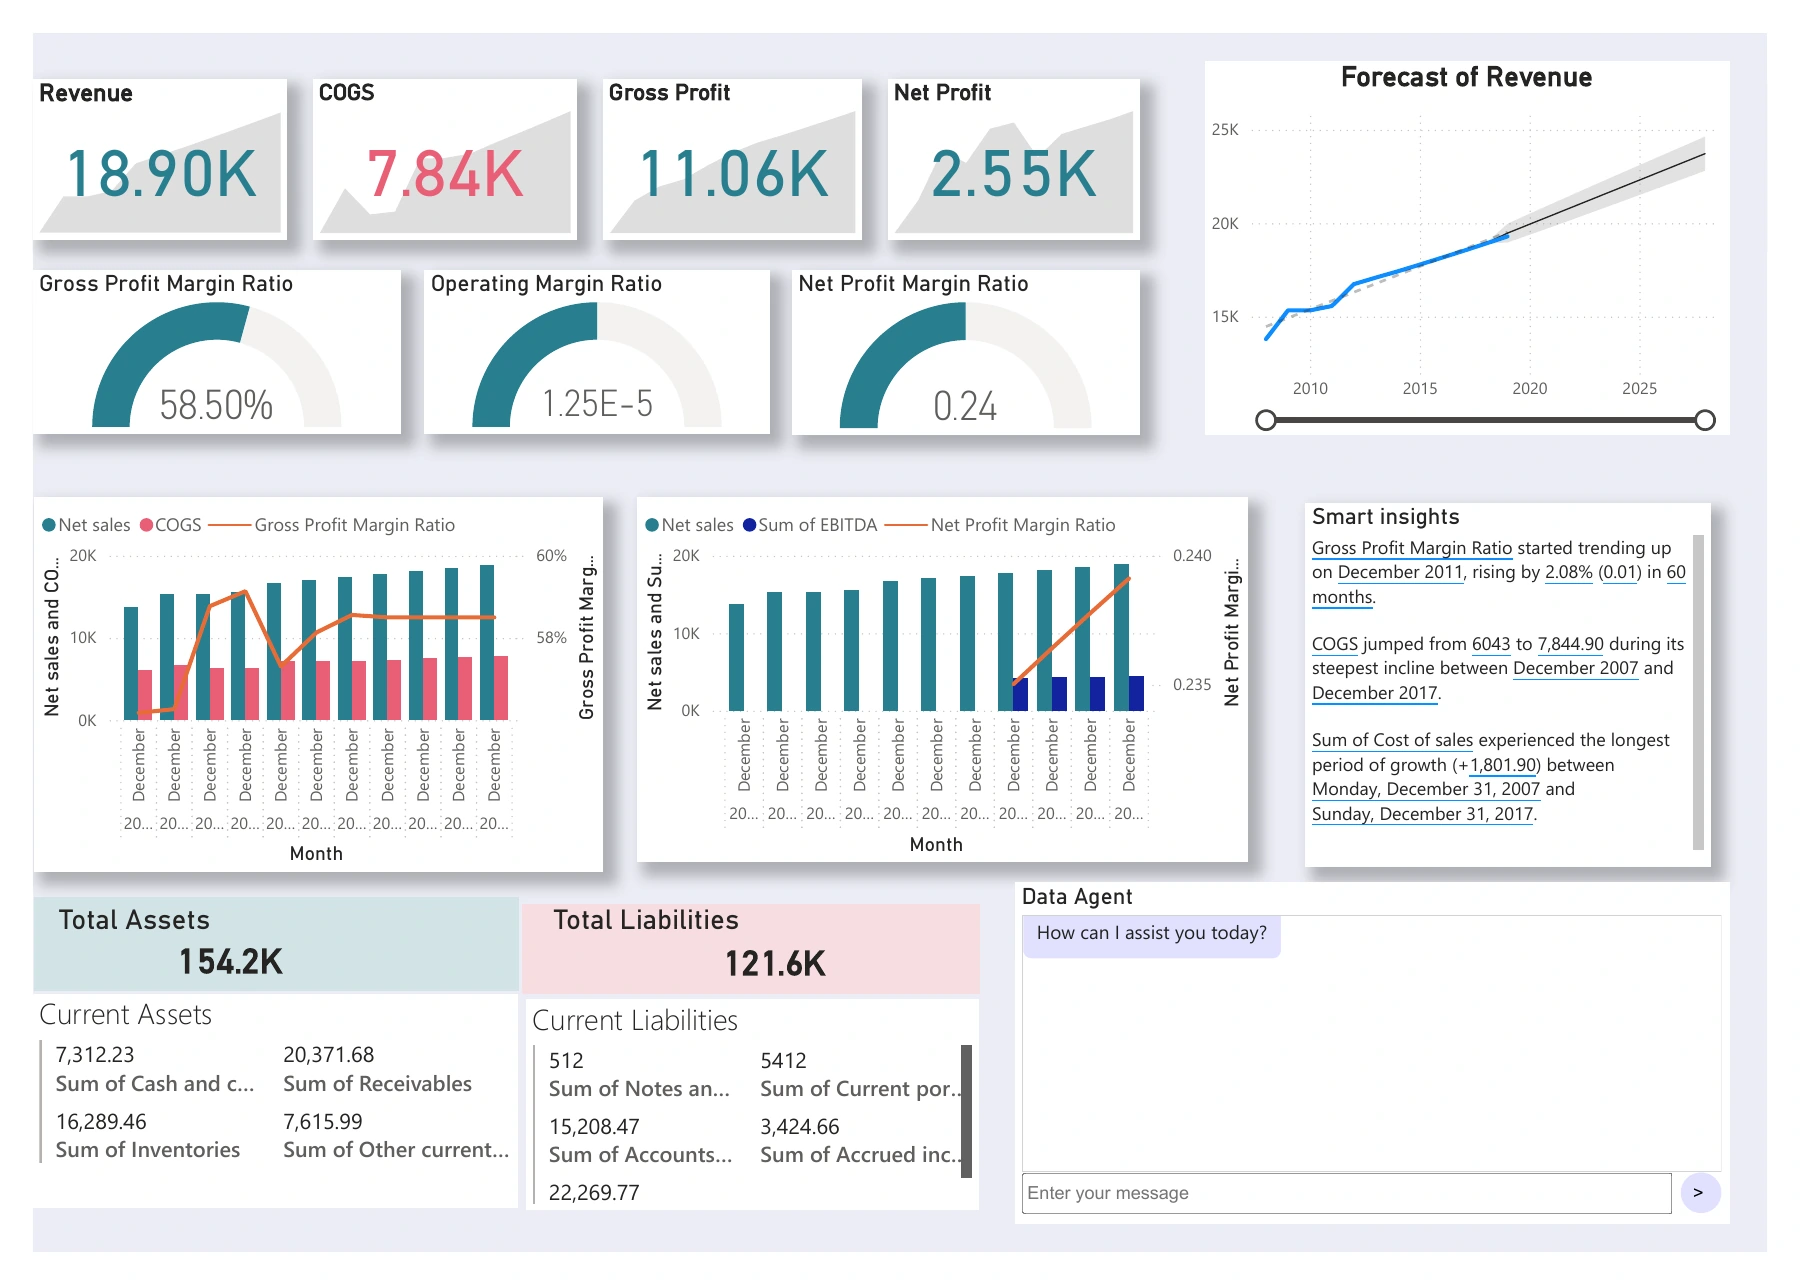 Revenue
18.90K
COGS
7.84K
Gross Profit
11.06K
Net Profit
2.55K
Forecast of Revenue
25K
20K
15K
2010 2015 2020 2025
Gross Profit Margin Ratio
58.50%
Operating Margin Ratio
1.25E-5
Net Profit Margin Ratio
0.24
Net sales COGS Gross Profit Margin Ratio
Net sales and CO...
20K
10K
0K
60%
58%
Gross Profit Marg...
December December December December December December December December December December December
20... 20... 20... 20... 20... 20... 20... 20... 20... 20... 20...
Month
Net sales Sum of EBITDA Net Profit Margin Ratio
Net sales and Su...
20K
10K
0K
0.240
0.235
Net Profit Margi...
December December December December December December December December December December December
20... 20... 20... 20... 20... 20... 20... 20... 20... 20... 20...
Month
Smart insights
Gross Profit Margin Ratio started trending up
on December 2011, rising by 2.08% (0.01) in 60
months.
COGS jumped from 6043 to 7,844.90 during its
steepest incline between December 2007 and
December 2017.
Sum of Cost of sales experienced the longest
period of growth (+1,801.90) between
Monday, December 31, 2007 and
Sunday, December 31, 2017.
Total Assets
154.2K
Current Assets
7,312.23 20,371.68
Sum of Cash and c... Sum of Receivables
16,289.46 7,615.99
Sum of Inventories Sum of Other current...
Total Liabilities
121.6K
Current Liabilities
512 5412
Sum of Notes an... Sum of Current por...
15,208.47 3,424.66
Sum of Accounts... Sum of Accrued inc...
22,269.77
Data Agent
How can I assist you today?
Enter your message
>